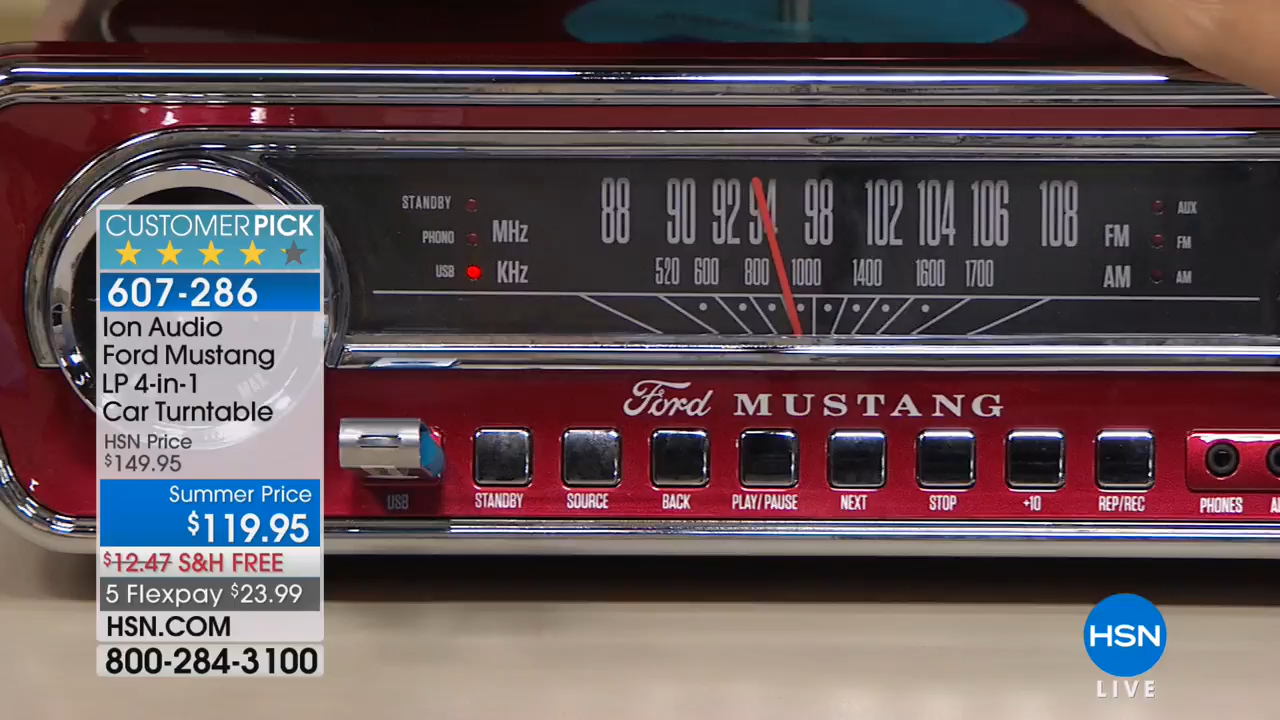 CUSTOMER PICK
607-286
Ion Audio
Ford Mustang
LP 4-in-1
Car Turntable
HSN Price
$149.95
Summer Price
$119.95
$12.47 S&H FREE
5 Flexpay $23.99
HSN.COM
800-284-3100
STANDBY
PHONO
USB
MHz
KHz
88 90 92 94 98 102 104 106 108
520 600 800 1000 1400 1600 1700
FM
AM
AUX
FM
AM
MAX
Ford MUSTANG
USB STANDBY SOURCE BACK PLAY/PAUSE NEXT STOP +10 REP/REC PHONES
HSN
LIVE